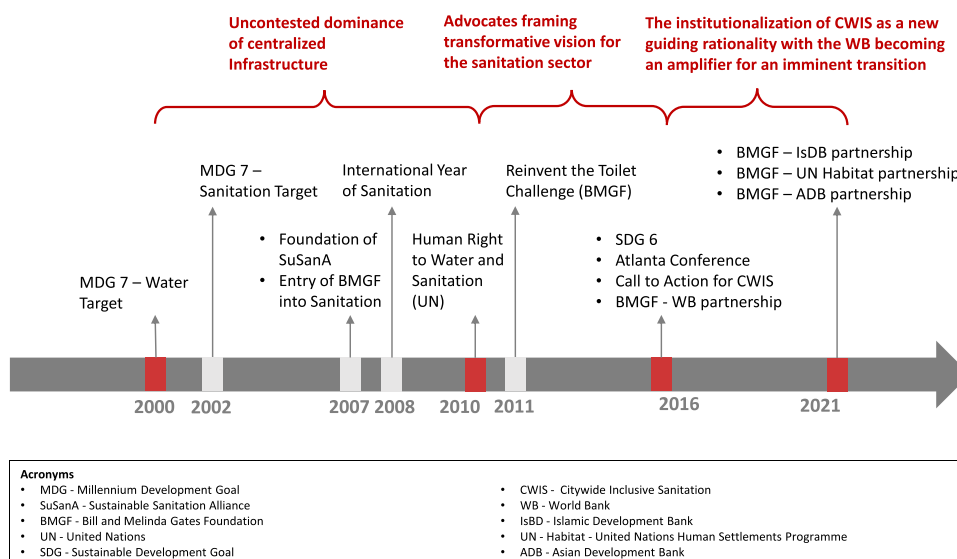 Uncontested dominance
of centralized
Infrastructure
Advocates framing
transformative vision for
the sanitation sector
The institutionalization of CWIS as a new
guiding rationality with the WB becoming
an amplifier for an imminent transition
MDG 7 – Water
Target
MDG 7 –
Sanitation Target
• Foundation of
SuSanA
• Entry of BMGF
into Sanitation
International Year
of Sanitation
Human Right
to Water and
Sanitation
(UN)
Reinvent the Toilet
Challenge (BMGF)
• SDG 6
• Atlanta Conference
• Call to Action for CWIS
• BMGF - WB partnership
• BMGF – IsDB partnership
• BMGF – UN Habitat partnership
• BMGF – ADB partnership
2000
2002
2007
2008
2010
2011
2016
2021
Acronyms
• MDG - Millennium Development Goal
• SuSanA - Sustainable Sanitation Alliance
• BMGF - Bill and Melinda Gates Foundation
• UN - United Nations
• SDG - Sustainable Development Goal
• CWIS - Citywide Inclusive Sanitation
• WB - World Bank
• IsBD - Islamic Development Bank
• UN - Habitat - United Nations Human Settlements Programme
• ADB - Asian Development Bank